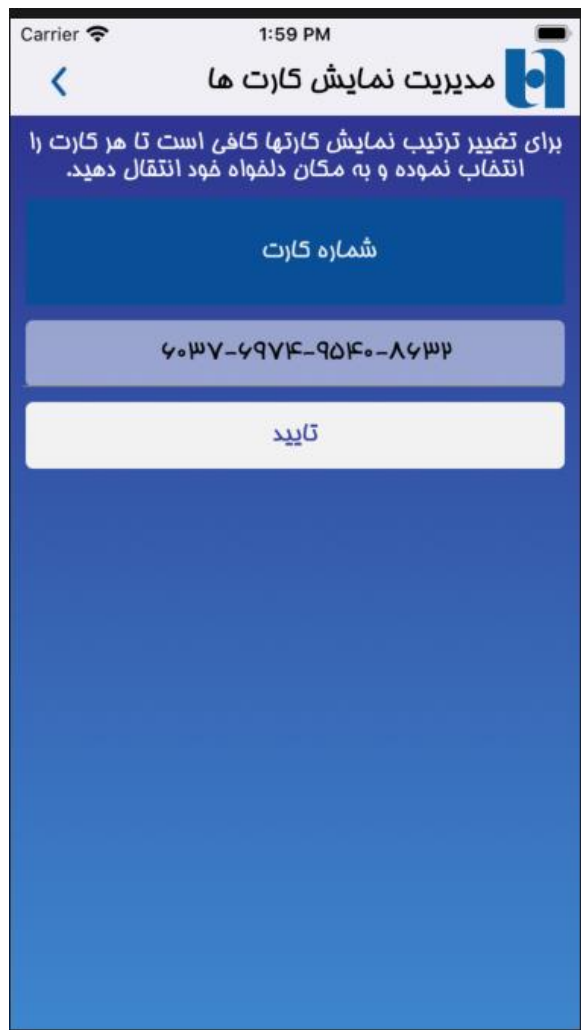 Carrier 1:59 PM
مدیریت نمایش کارت ها
برای تغییر ترتیب نمایش کارتها کافی است تا هر کارت را
انتخاب نموده و به مکان دلخواه خود انتقال دهید.
شماره کارت
۶۰۳۷-۶۹۷۴-۹۵۴۰-۸۶۳۲
تایید